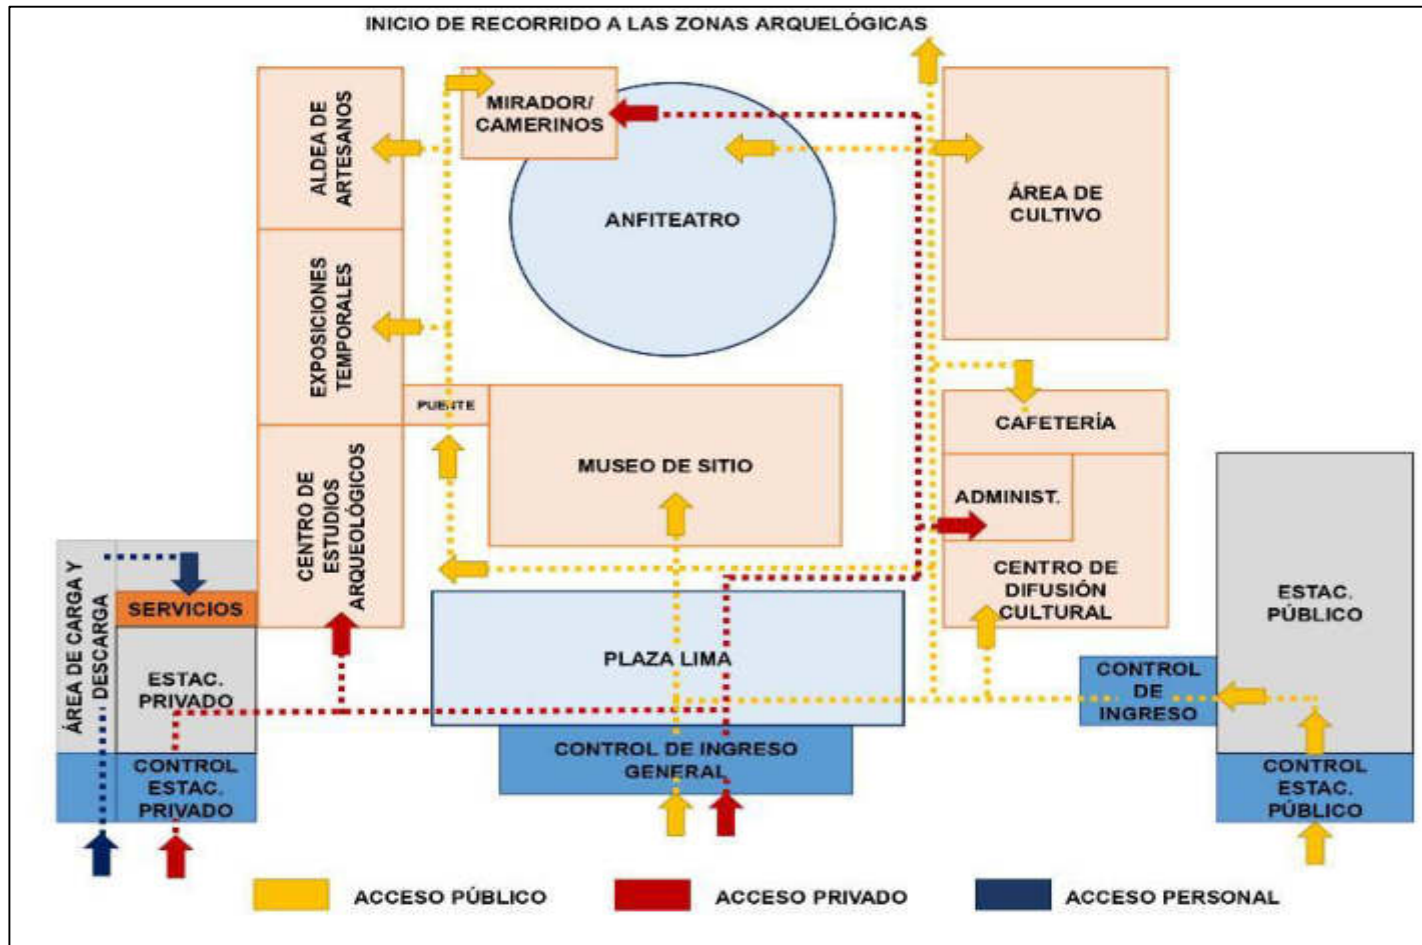 INICIO DE RECORRIDO A LAS ZONAS ARQUELÓGICAS
ALDEA DE
ARTESANOS
MIRADOR/
CAMERINOS
ANFITEATRO
ÁREA DE
CULTIVO
EXPOSICIONES
TEMPORALES
PUENTE
MUSEO DE SITIO
CAFETERÍA
ADMINIST.
CENTRO DE
DIFUSIÓN
CULTURAL
CENTRO DE
ESTUDIOS
ARQUEOLÓGICOS
ÁREA DE CARGA Y
DESCARGA
SERVICIOS
ESTAC.
PRIVADO
CONTROL
ESTAC.
PRIVADO
PLAZA LIMA
CONTROL DE INGRESO
GENERAL
CONTROL
DE
INGRESO
ESTAC.
PÚBLICO
CONTROL
ESTAC.
PÚBLICO
ACCESO PÚBLICO
ACCESO PRIVADO
ACCESO PERSONAL